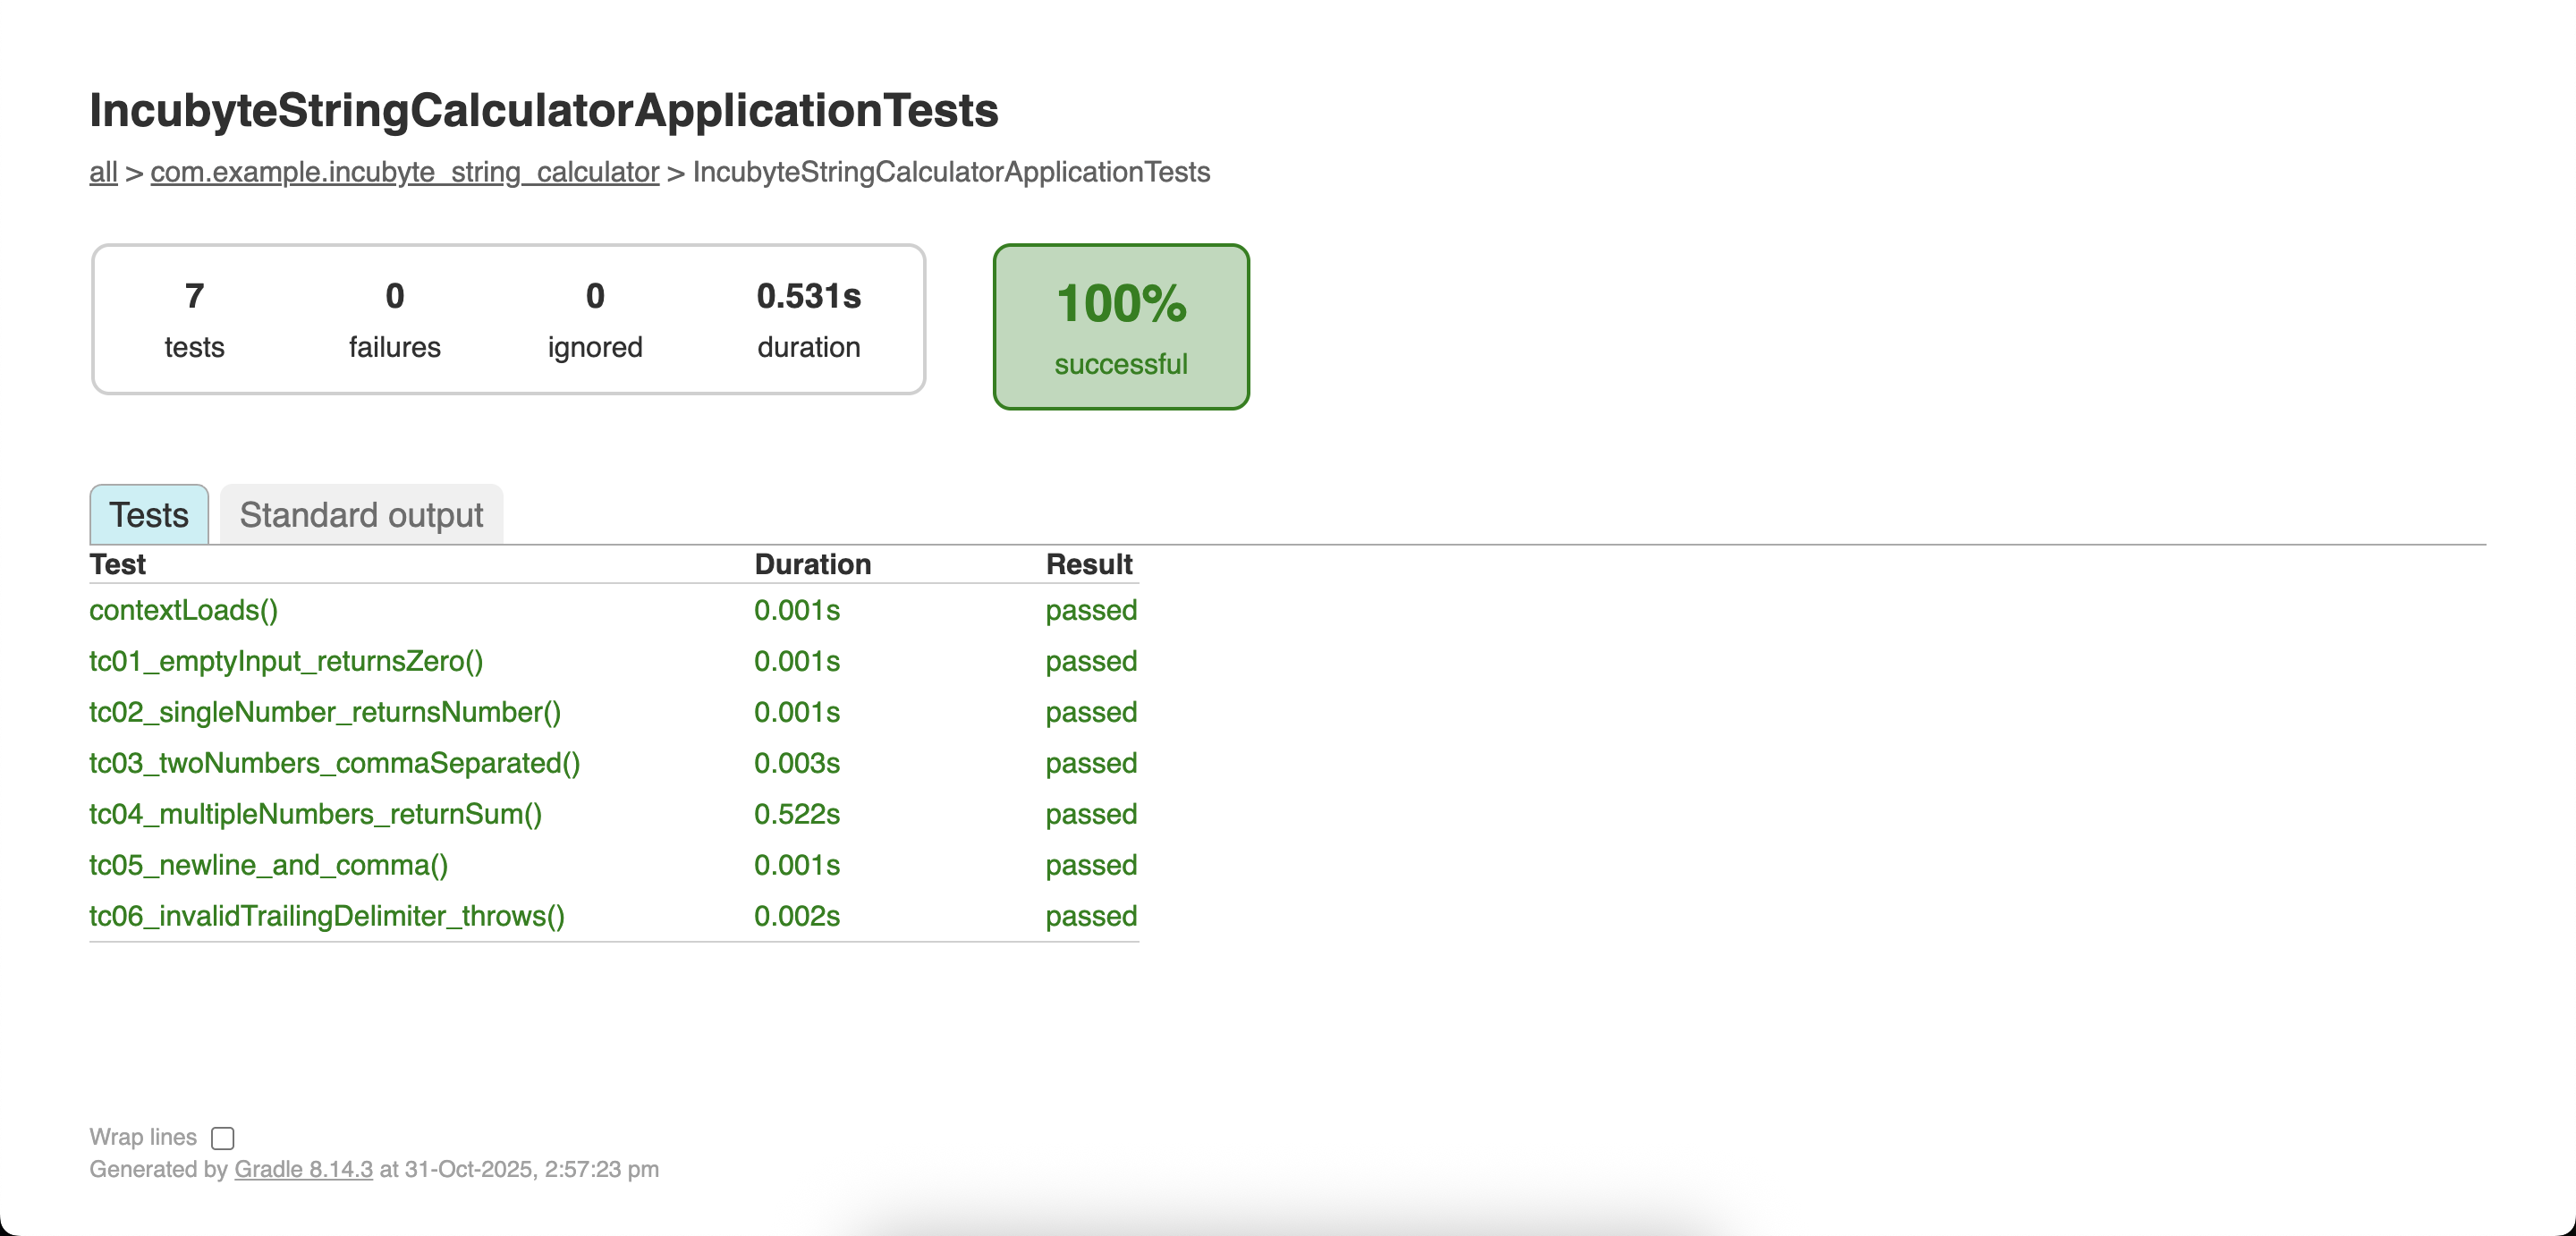 IncubyteStringCalculatorApplicationTests
all > com.example.incubyte_string_calculator > IncubyteStringCalculatorApplicationTests
7 0 0 0.531s
tests failures ignored duration
100%
successful
Tests Standard output
Test Duration Result
contextLoads() 0.001s passed
tc01_emptyInput_returnsZero() 0.001s passed
tc02_singleNumber_returnsNumber() 0.001s passed
tc03_twoNumbers_commaSeparated() 0.003s passed
tc04_multipleNumbers_returnSum() 0.522s passed
tc05_newline_and_comma() 0.001s passed
tc06_invalidTrailingDelimiter_throws() 0.002s passed
Wrap lines
Generated by Gradle 8.14.3 at 31-Oct-2025, 2:57:23 pm